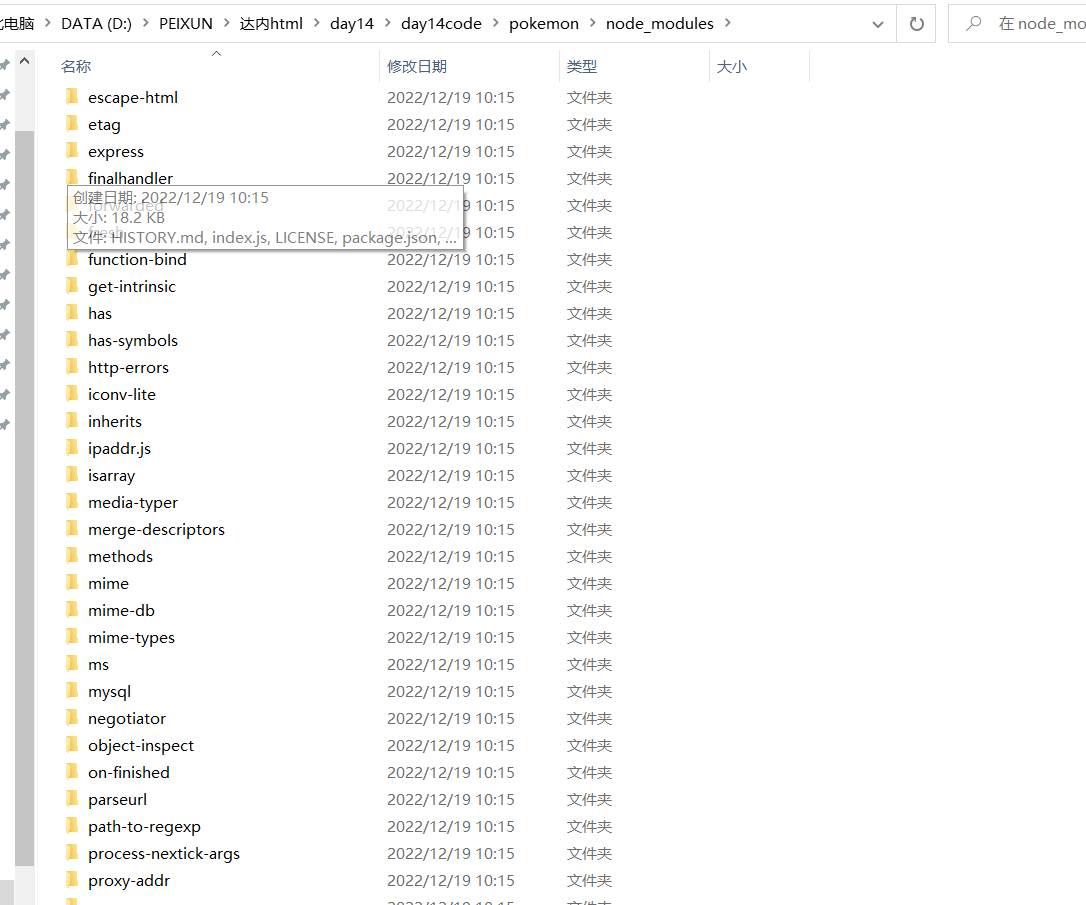 电脑 > DATA (D:) > PEIXUN > 达内html > day14 > day14code > pokemon > node_modules >
在 node_mo
名称 修改日期 类型 大小
escape-html 2022/12/19 10:15 文件夹
etag 2022/12/19 10:15 文件夹
express 2022/12/19 10:15 文件夹
finalhandler 2022/12/19 10:15 文件夹
创建日期: 2022/12/19 10:15
forwarded 2022/12/19 10:15 文件夹
大小: 18.2 KB
fresh 2022/12/19 10:15 文件夹
文件: HISTORY.md, index.js, LICENSE, package.json, ...
function-bind 2022/12/19 10:15 文件夹
get-intrinsic 2022/12/19 10:15 文件夹
has 2022/12/19 10:15 文件夹
has-symbols 2022/12/19 10:15 文件夹
http-errors 2022/12/19 10:15 文件夹
iconv-lite 2022/12/19 10:15 文件夹
inherits 2022/12/19 10:15 文件夹
ipaddr.js 2022/12/19 10:15 文件夹
isarray 2022/12/19 10:15 文件夹
media-typer 2022/12/19 10:15 文件夹
merge-descriptors 2022/12/19 10:15 文件夹
methods 2022/12/19 10:15 文件夹
mime 2022/12/19 10:15 文件夹
mime-db 2022/12/19 10:15 文件夹
mime-types 2022/12/19 10:15 文件夹
ms 2022/12/19 10:15 文件夹
mysql 2022/12/19 10:15 文件夹
negotiator 2022/12/19 10:15 文件夹
object-inspect 2022/12/19 10:15 文件夹
on-finished 2022/12/19 10:15 文件夹
parseurl 2022/12/19 10:15 文件夹
path-to-regexp 2022/12/19 10:15 文件夹
process-nextick-args 2022/12/19 10:15 文件夹
proxy-addr 2022/12/19 10:15 文件夹